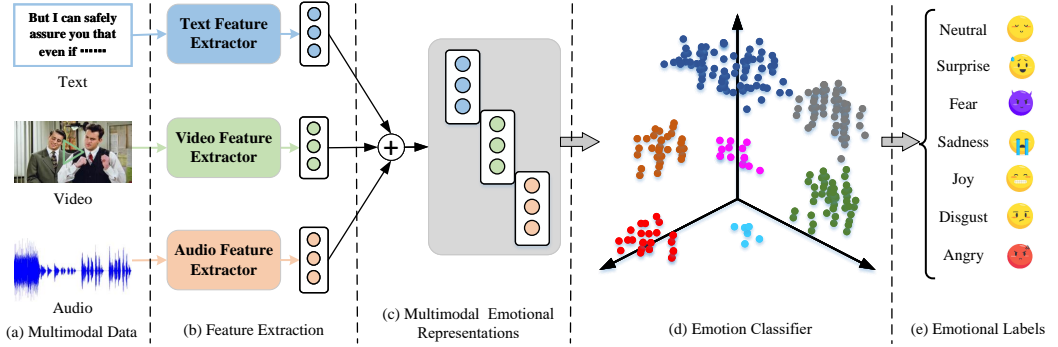 But I can safely
assure you that
even if ······
Text
Video
Audio
(a) Multimodal Data
Text Feature
Extractor
Video Feature
Extractor
Audio Feature
Extractor
(b) Feature Extraction
+
(c) Multimodal Emotional
Representations
(d) Emotion Classifier
Neutral
Surprise
Fear
Sadness
Joy
Disgust
Angry
(e) Emotional Labels